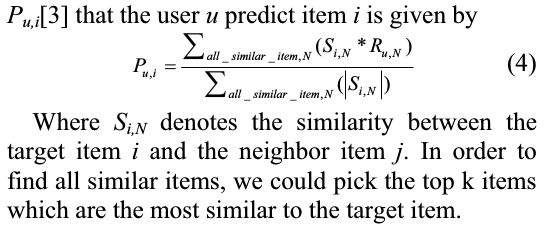 P_{u,i}[3] that the user u predict item i is given by
P_{u,i} = \frac{\sum_{all\_similar\_item,N}(S_{i,N} * R_{u,N})}{\sum_{all\_similar\_item,N}(|S_{i,N}|)} (4)
Where S_{i,N} denotes the similarity between the
target item i and the neighbor item j. In order to
find all similar items, we could pick the top k items
which are the most similar to the target item.